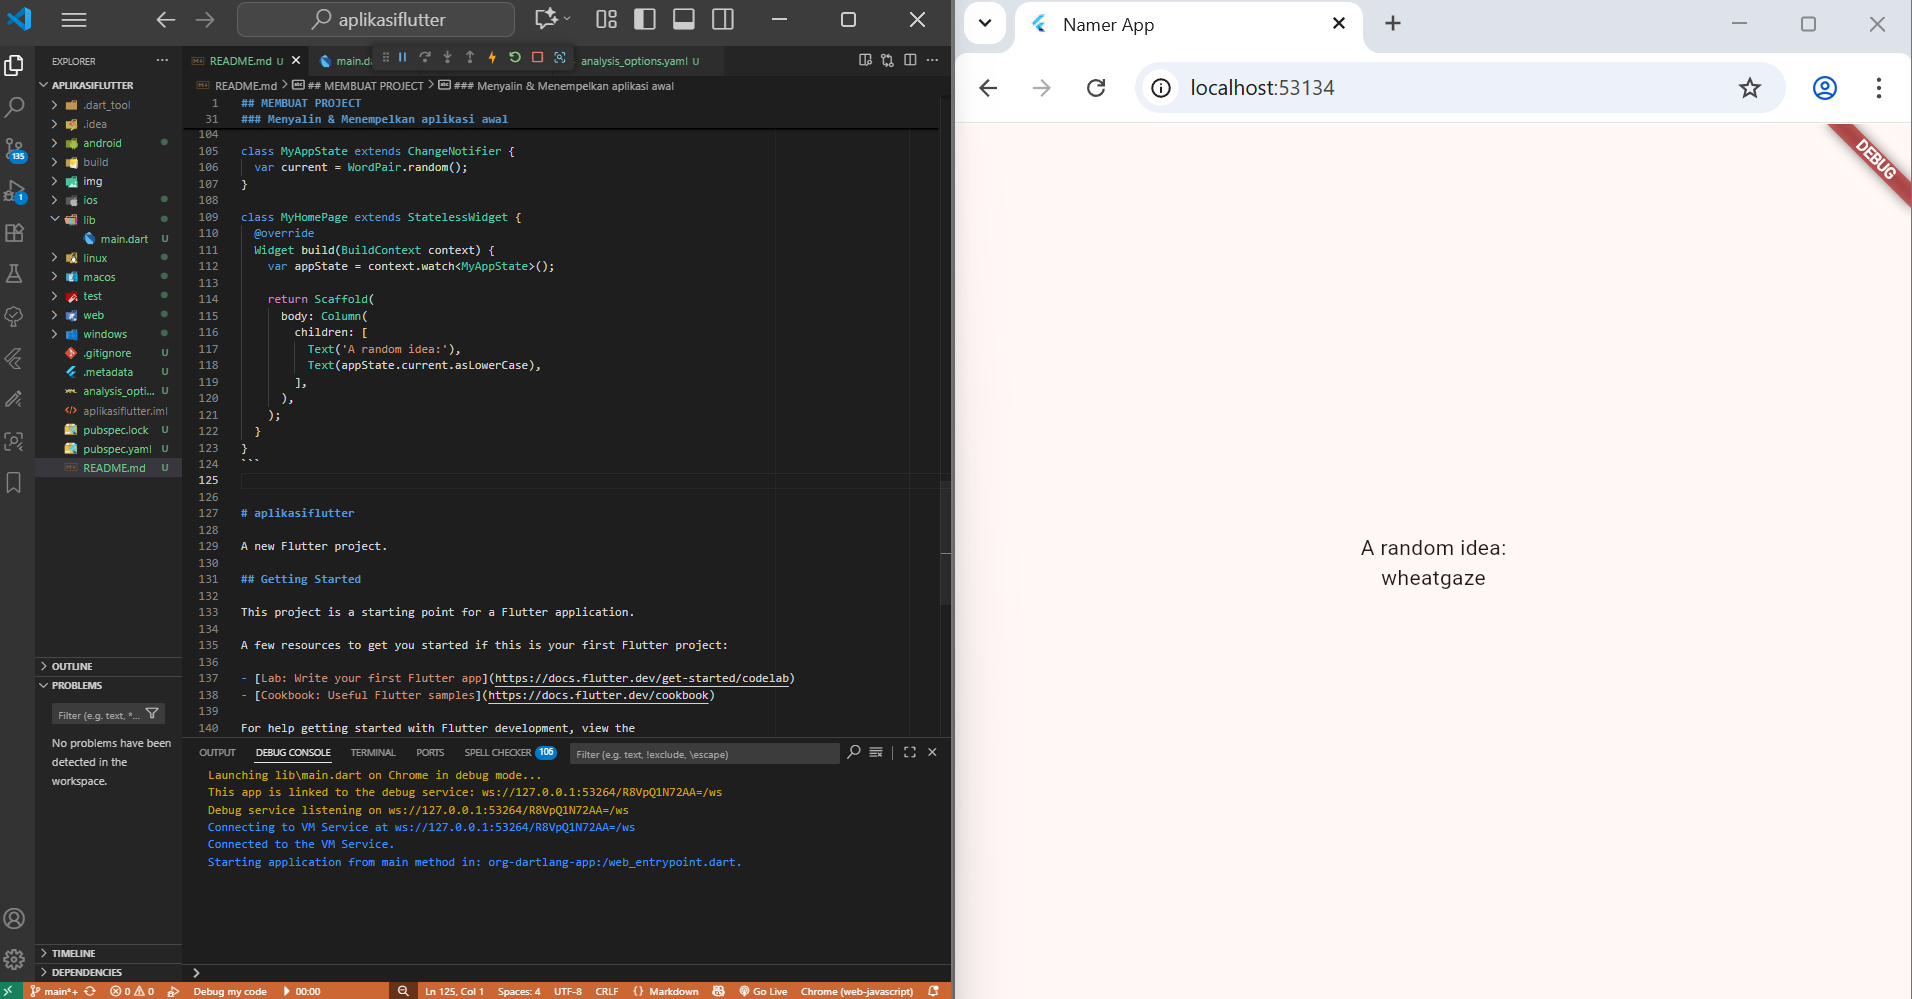 aplikasiflutter
EXPLORER
APLIKASIFLUTTER
.dart_tool
.idea
android
build
img
ios
lib
main.dart U
linux
macos
test
web
windows
.gitignore U
.metadata U
analysis_opti... U
aplikasiflutter.iml
pubspec.lock U
pubspec.yaml U
README.md U
OUTLINE
PROBLEMS
Filter (e.g. text, *...
No problems have been
detected in the
workspace.
TIMELINE
DEPENDENCIES
135
1
README.md U
main.da
analysis_options.yaml U
README.md > ## MEMBUAT PROJECT > ### Menyalin & Menempelkan aplikasi awal
1 ## MEMBUAT PROJECT
31 ### Menyalin & Menempelkan aplikasi awal
104
105 class MyAppState extends ChangeNotifier {
106 var current = WordPair.random();
107 }
108
109 class MyHomePage extends StatelessWidget {
110 @override
111 Widget build(BuildContext context) {
112 var appState = context.watch<MyAppState>();
113
114 return Scaffold(
115 body: Column(
116 children: [
117 Text('A random idea:'),
118 Text(appState.current.asLowerCase),
119 ],
120 ),
121 );
122 }
123 }
124 ```
125
126
127 # aplikasiflutter
128
129 A new Flutter project.
130
131 ## Getting Started
132
133 This project is a starting point for a Flutter application.
134
135 A few resources to get you started if this is your first Flutter project:
136
137 - [Lab: Write your first Flutter app](https://docs.flutter.dev/get-started/codelab)
138 - [Cookbook: Useful Flutter samples](https://docs.flutter.dev/cookbook)
139
140 For help getting started with Flutter development, view the
OUTPUT DEBUG CONSOLE TERMINAL PORTS SPELL CHECKER 106 Filter (e.g. text, !exclude, \escape)
Launching lib\main.dart on Chrome in debug mode...
This app is linked to the debug service: ws://127.0.0.1:53264/R8VpQ1N72AA=/ws
Debug service listening on ws://127.0.0.1:53264/R8VpQ1N72AA=/ws
Connecting to VM Service at ws://127.0.0.1:53264/R8VpQ1N72AA=/ws
Connected to the VM Service.
Starting application from main method in: org-dartlang-app:/web_entrypoint.dart.
main*+ 0 0 Debug my code 00:00 Ln 125, Col 1 Spaces: 4 UTF-8 CRLF {} Markdown Go Live Chrome (web-javascript)
Namer App
localhost:53134
DEBUG
A random idea:
wheatgaze